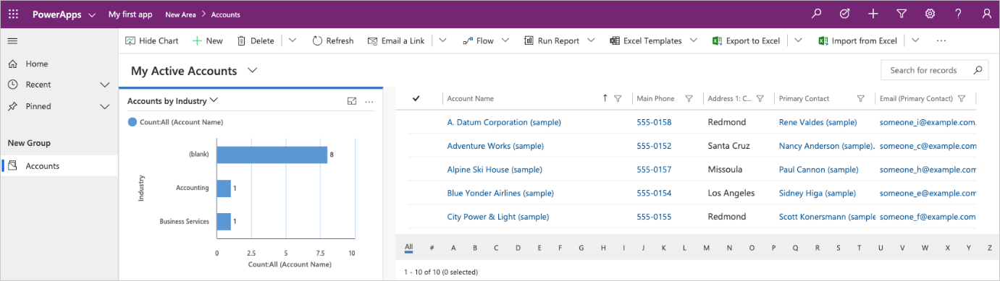 PowerApps My first app New Area > Accounts
Hide Chart New Delete Refresh Email a Link Flow Run Report Excel Templates Export to Excel Import from Excel ...
Home
Recent
Pinned
New Group
Accounts
My Active Accounts
Search for records
Accounts by Industry ...
Count:All (Account Name)
Industry
(blank) 8
Accounting 1
Business Services 1
0 2.5 5 7.5 10
Count:All (Account Name)
Account Name Main Phone Address 1: C... Primary Contact Email (Primary Contact)
A. Datum Corporation (sample) 555-0158 Redmond Rene Valdes (sample) someone_i@example.com.
Adventure Works (sample) 555-0152 Santa Cruz Nancy Anderson (sample). someone_c@example.com
Alpine Ski House (sample) 555-0157 Missoula Paul Cannon (sample) someone_h@example.com
Blue Yonder Airlines (sample) 555-0154 Los Angeles Sidney Higa (sample) someone_e@example.com
City Power & Light (sample) 555-0155 Redmond Scott Konersmann (sample someone_f@example.com
All # A B C D E F G H I J K L M N O P Q R S T U V W X Y Z
1 - 10 of 10 (0 selected)